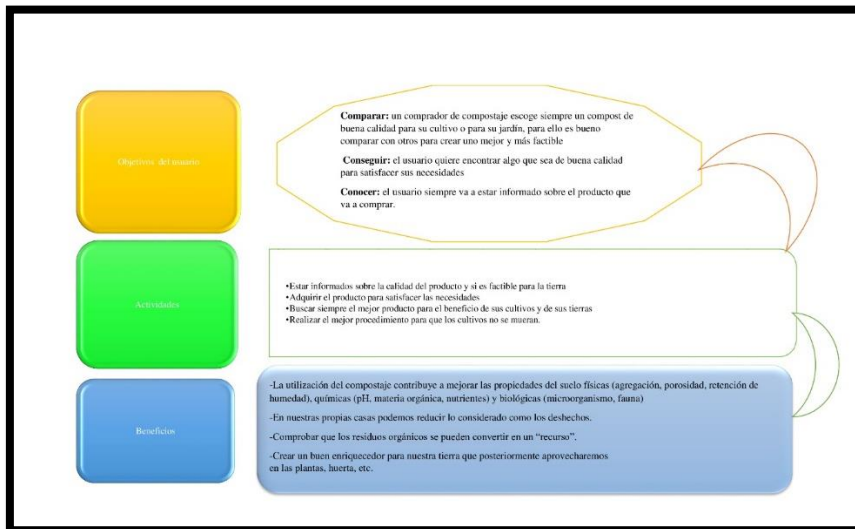 Objetivos del usuario
Comparar: un comprador de compostaje escoge siempre un compost de
buena calidad para su cultivo o para su jardín, para ello es bueno
comparar con otros para crear uno mejor y más factible
Conseguir: el usuario quiere encontrar algo que sea de buena calidad
para satisfacer sus necesidades
Conocer: el usuario siempre va a estar informado sobre el producto que
va a comprar.
Actividades
•Estar informados sobre la calidad del producto y si es factible para la tierra
•Adquirir el producto para satisfacer las necesidades
•Buscar siempre el mejor producto para el beneficio de sus cultivos y de sus tierras
•Realizar el mejor procedimiento para que los cultivos no se mueran.
Beneficios
-La utilización del compostaje contribuye a mejorar las propiedades del suelo físicas (agregación, porosidad, retención de
humedad), químicas (pH, materia orgánica, nutrientes) y biológicas (microorganismo, fauna)
-En nuestras propias casas podemos reducir lo considerado como los deshechos.
-Comprobar que los residuos orgánicos se pueden convertir en un “recurso”.
-Crear un buen enriquecedor para nuestra tierra que posteriormente aprovecharemos
en las plantas, huerta, etc.